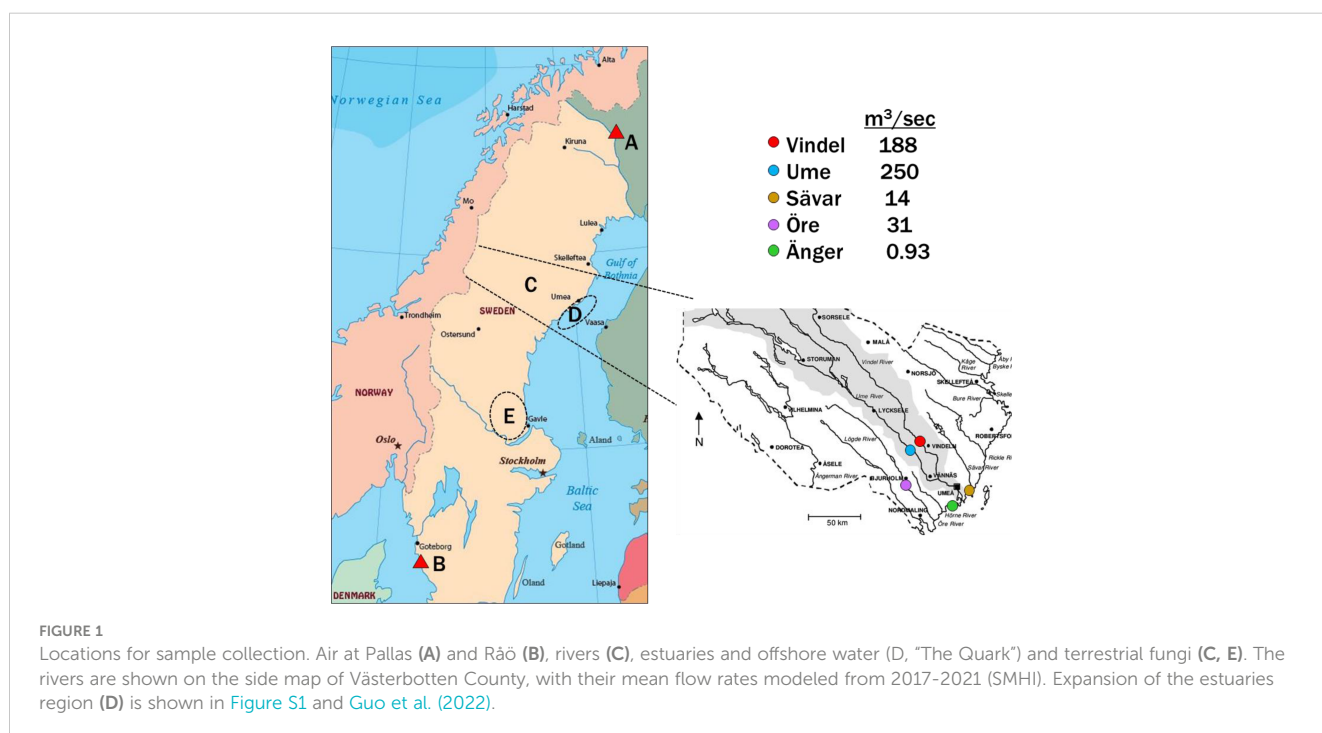 Norwegian Sea
Alta
Harstad
A
Kiruna
Mo
Lulea
Skelleftea
Gulf of
Bothnia
C
Umea
D
Trondheim
SWEDEN
Vaasa
Ostersund
NORWAY
E
Gavle
Oslo
Aland
Stockholm
Baltic
Sea
Goteborg
B
Gotland
Oland
Liepaja
DENMARK
m³/sec
Vindel 188
Ume 250
Sävar 14
Öre 31
Änger 0.93
SORSELE
MALÅ
STORUMAN
Vindel River
NORSJÖ
Kåge
River
Åby
Byske
SKELLEFTEÅ
Skelle
Bure River
Ume River
LYCKSELE
VILHELMINA
ROBERTSFO
N
Lögde River
DOROTEA
VINDELN
Rickle Ri
ÅSELE
Ångerman River
Sävar River
VÄNNÄS
BJURHOLM
UMEÅ
NORDMALING
Hörne River
Öre River
50 km
FIGURE 1
Locations for sample collection. Air at Pallas (A) and Råö (B), rivers (C), estuaries and offshore water (D, “The Quark”) and terrestrial fungi (C, E). The
rivers are shown on the side map of Västerbotten County, with their mean flow rates modeled from 2017-2021 (SMHI). Expansion of the estuaries
region (D) is shown in Figure S1 and Guo et al. (2022).